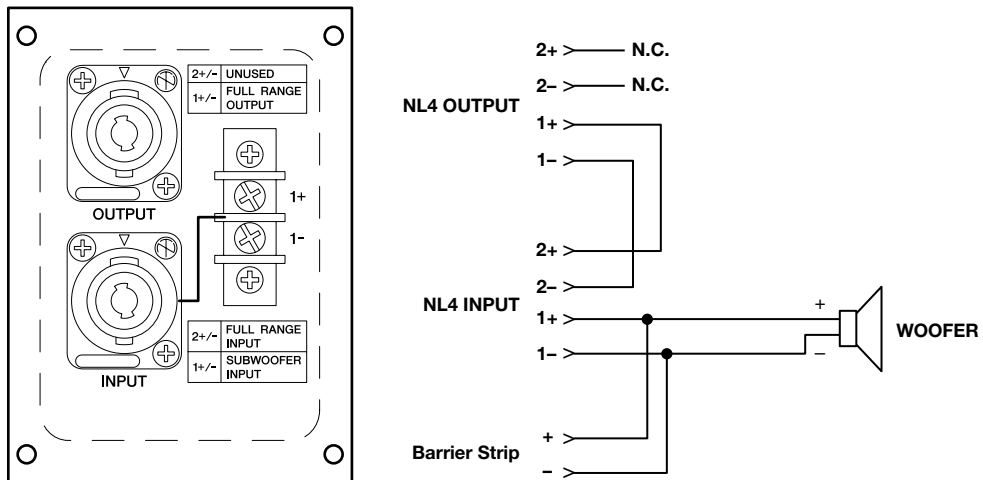 2+/- UNUSED
1+/- FULL RANGE
OUTPUT
1+
1-
OUTPUT
2+/- FULL RANGE
INPUT
1+/- SUBWOOFER
INPUT
INPUT
2+ N.C.
2– N.C.
NL4 OUTPUT
1+
1–
2+
2–
NL4 INPUT
1+
1–
+
–
WOOFER
Barrier Strip
+
–